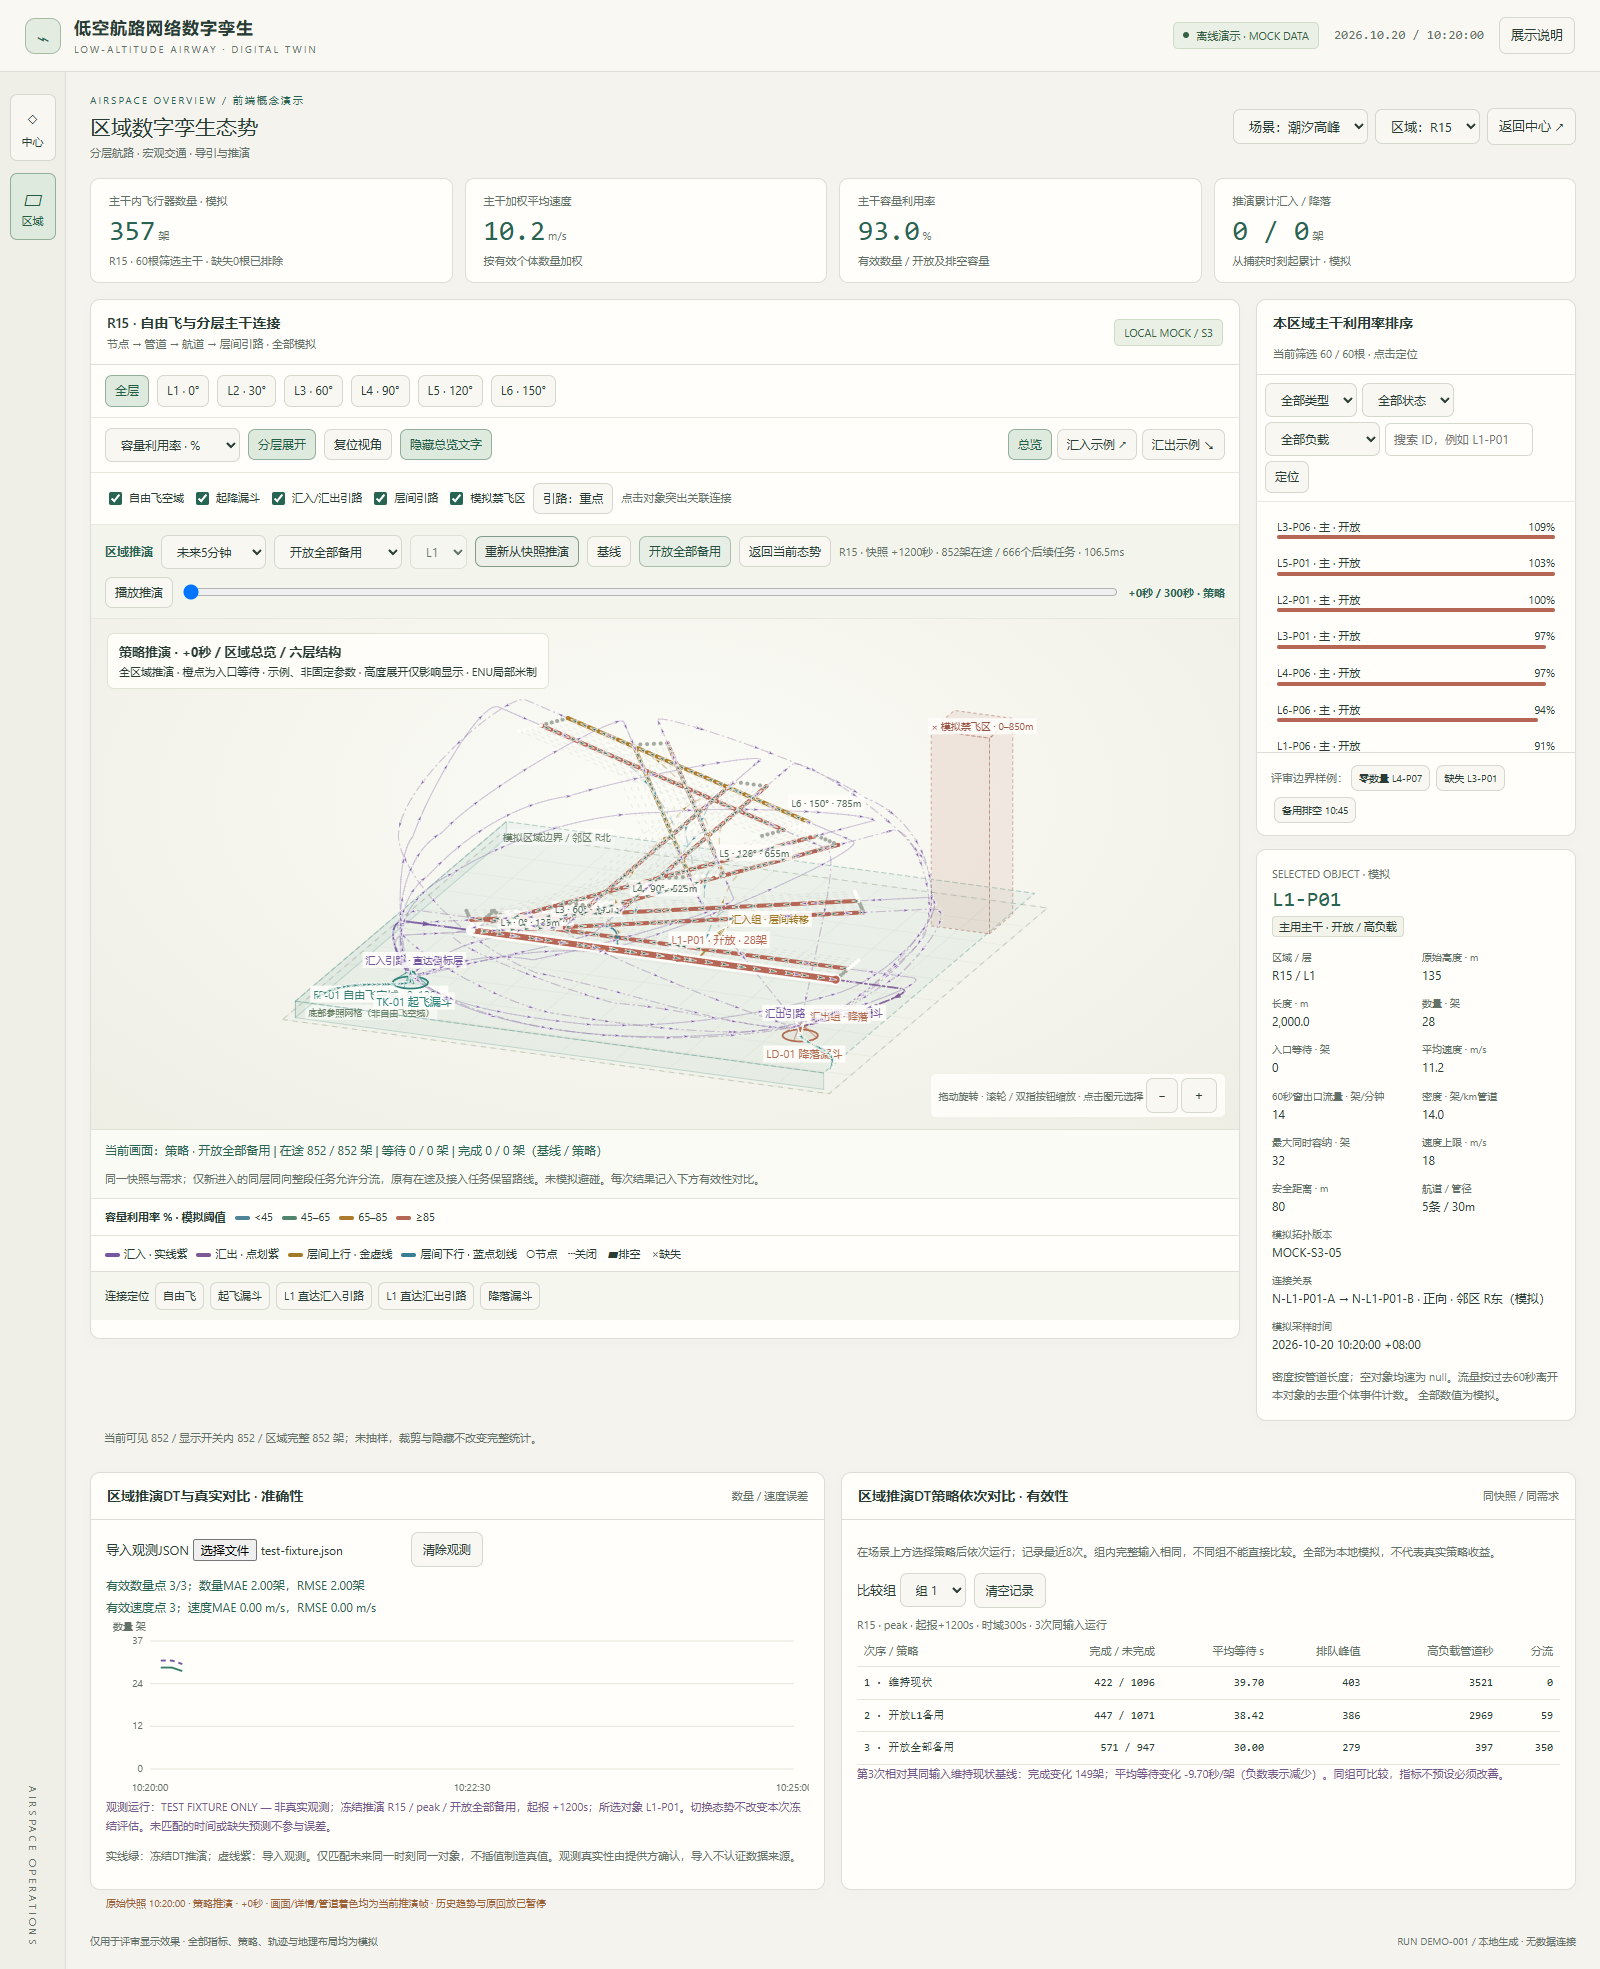 低空航路网络数字孪生
LOW-ALTITUDE AIRWAY · DIGITAL TWIN
离线演示 · MOCK DATA
2026.10.20 / 10:20:00
展示说明
中心
区域
AIRSPACE OVERVIEW / 前端概念演示
区域数字孪生态势
分层航路 · 宏观交通 · 导引与推演
场景：潮汐高峰
区域：R15
返回中心 ↗
主干内飞行器数量 · 模拟
357 架
R15 · 60根筛选主干 · 缺失0根已排除
主干加权平均速度
10.2 m/s
按有效个体数量加权
主干容量利用率
93.0 %
有效数量 / 开放及排空容量
推演累计汇入 / 降落
0 / 0 架
从捕获时刻起累计 · 模拟
R15 · 自由飞与分层主干连接
节点 → 管道 → 航道 → 层间引路 · 全部模拟
LOCAL MOCK / S3
全层
L1 · 0°
L2 · 30°
L3 · 60°
L4 · 90°
L5 · 120°
L6 · 150°
容量利用率 · %
分层展开
复位视角
隐藏总览文字
总览
汇入示例 ↗
汇出示例 ↘
自由飞空域
起降漏斗
汇入/汇出引路
层间引路
模拟禁飞区
引路：重点
点击对象突出关联连接
区域推演
未来5分钟
开放全部备用
L1
重新从快照推演
基线
开放全部备用
返回当前态势
R15 · 快照 +1200秒 · 852架在途 / 666个后续任务 · 106.5ms
播放推演
+0秒 / 300秒 · 策略
策略推演 · +0秒 / 区域总览 / 六层结构
全区域推演 · 橙点为入口等待 · 示例、非固定参数 · 高度展开仅影响显示 · ENU局部米制
× 模拟禁飞区 · 0–850m
L6 · 150° · 785m
模拟区域边界 / 邻区 R北
L5 · 120° · 655m
L4 · 90° · 525m
L3 · 60°
L1 · 0° · 135m
汇入组 · 层间转移
L1-P01 · 开放 · 28架
汇入引路 · 直达目标层
自由飞空域
TK-01 起飞漏斗
底部参照网格（非自由飞空域）
汇出引路
汇出组 · 降落
LD-01 降落漏斗
拖动旋转 · 滚轮 / 双指按钮缩放 · 点击图元选择
−
+
当前画面：策略 · 开放全部备用 | 在途 852 / 852 架 | 等待 0 / 0 架 | 完成 0 / 0 架（基线 / 策略）
同一快照与需求；仅新进入的同层同向整段任务允许分流，原有在途及接入任务保留路线。未模拟避碰。每次结果记入下方有效性对比。
容量利用率 % · 模拟阈值
<45
45–65
65–85
≥85
汇入 · 实线紫
汇出 · 点划紫
层间上行 · 金虚线
层间下行 · 蓝点划线
○节点
┄关闭
▰排空
×缺失
连接定位
自由飞
起飞漏斗
L1 直达汇入引路
L1 直达汇出引路
降落漏斗
本区域主干利用率排序
当前筛选 60 / 60根 · 点击定位
全部类型
全部状态
全部负载
搜索 ID，例如 L1-P01
定位
L3-P06 · 主 · 开放 109%
L5-P01 · 主 · 开放 103%
L2-P01 · 主 · 开放 100%
L3-P01 · 主 · 开放 97%
L4-P06 · 主 · 开放 97%
L6-P06 · 主 · 开放 94%
L1-P06 · 主 · 开放 91%
评审边界样例：
零数量 L4-P07
缺失 L3-P01
备用排空 10:45
SELECTED OBJECT · 模拟
L1-P01
主用主干 · 开放 / 高负载
区域 / 层
R15 / L1
原始高度 · m
135
长度 · m
2,000.0
数量 · 架
28
入口等待 · 架
0
平均速度 · m/s
11.2
60秒窗出口流量 · 架/分钟
14
密度 · 架/km管道
14.0
最大同时容纳 · 架
32
速度上限 · m/s
18
安全距离 · m
80
航道 / 管径
5条 / 30m
模拟拓扑版本
MOCK-S3-05
连接关系
N-L1-P01-A → N-L1-P01-B · 正向 · 邻区 R东（模拟）
模拟采样时间
2026-10-20 10:20:00 +08:00
密度按管道长度；空对象均速为 null。流量按过去60秒离开
本对象的去重个体事件计数。 全部数值为模拟。
当前可见 852 / 显示开关内 852 / 区域完整 852 架；未抽样，裁剪与隐藏不改变完整统计。
区域推演DT与真实对比 · 准确性
数量 / 速度误差
导入观测JSON
选择文件
test-fixture.json
清除观测
有效数量点 3/3；数量MAE 2.00架，RMSE 2.00架
有效速度点 3；速度MAE 0.00 m/s，RMSE 0.00 m/s
数量 架
37
24
12
0
10:20:00
10:22:30
10:25:00
观测运行：TEST FIXTURE ONLY — 非真实观测；冻结推演 R15 / peak / 开放全部备用，起报 +1200s；所选对象 L1-P01。切换态势不改变本次冻
结评估。未匹配的时间或缺失预测不参与误差。
实线绿：冻结DT推演；虚线紫：导入观测。仅匹配未来同一时刻同一对象，不插值制造真值。观测真实性由提供方确认，导入不认证数据来源。
区域推演DT策略依次对比 · 有效性
同快照 / 同需求
在场景上方选择策略后依次运行；记录最近8次。组内完整输入相同，不同组不能直接比较。全部为本地模拟，不代表真实策略收益。
比较组
组 1
清空记录
R15 · peak · 起报+1200s · 时域300s · 3次同输入运行
次序 / 策略 完成 / 未完成 平均等待 s 排队峰值 高负载管道秒 分流
1 · 维持现状 422 / 1096 39.70 403 3521 0
2 · 开放L1备用 447 / 1071 38.42 386 2969 59
3 · 开放全部备用 571 / 947 30.00 279 397 350
第3次相对其同输入维持现状基线：完成变化 149架；平均等待变化 -9.70秒/架（负数表示减少）。同组可比较，指标不预设必须改善。
原始快照 10:20:00 · 策略推演 · +0秒 · 画面/详情/管道着色均为当前推演帧 · 历史趋势与原回放已暂停
仅用于评审显示效果 · 全部指标、策略、轨迹与地理布局均为模拟
RUN DEMO-001 / 本地生成 · 无数据连接
AIRSPACE OPERATIONS